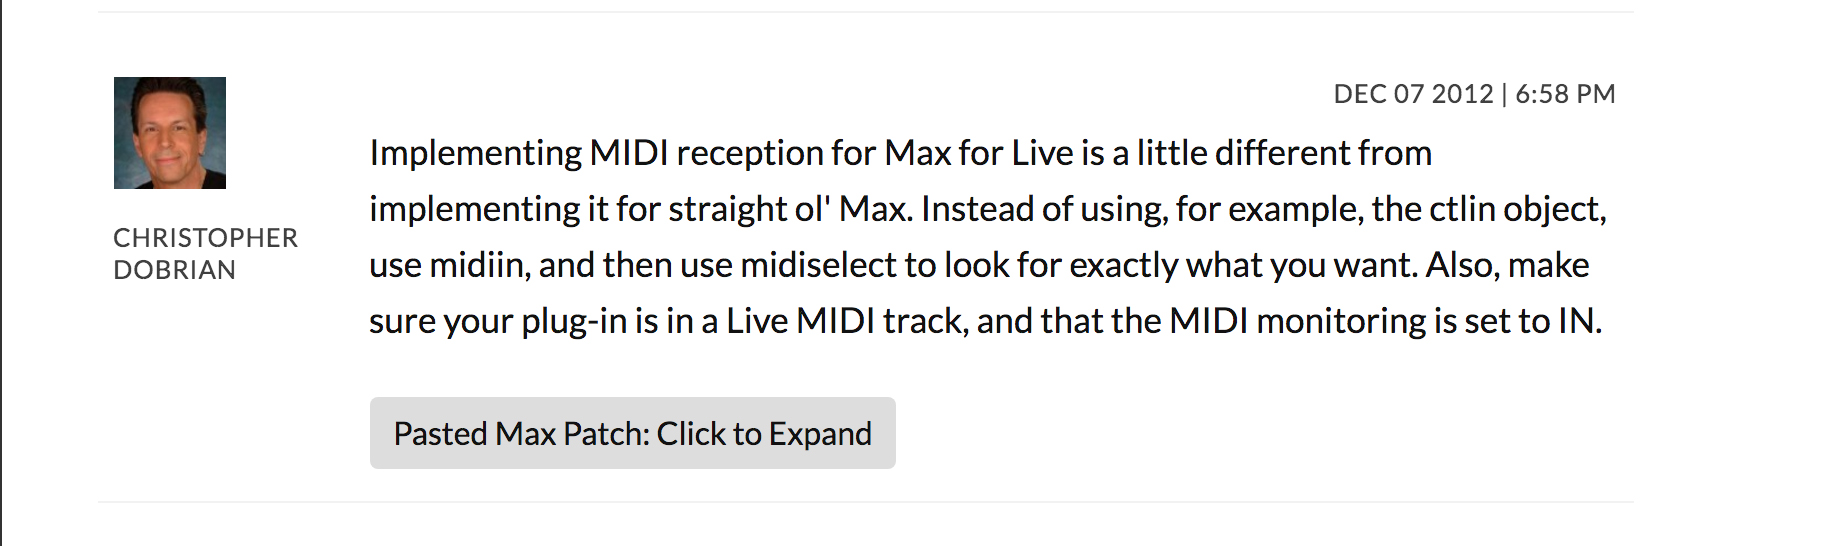 DEC 07 2012 | 6:58 PM
Implementing MIDI reception for Max for Live is a little different from
implementing it for straight ol' Max. Instead of using, for example, the ctlin object,
use midiin, and then use midiselect to look for exactly what you want. Also, make
sure your plug-in is in a Live MIDI track, and that the MIDI monitoring is set to IN.
CHRISTOPHER
DOBRIAN
Pasted Max Patch: Click to Expand